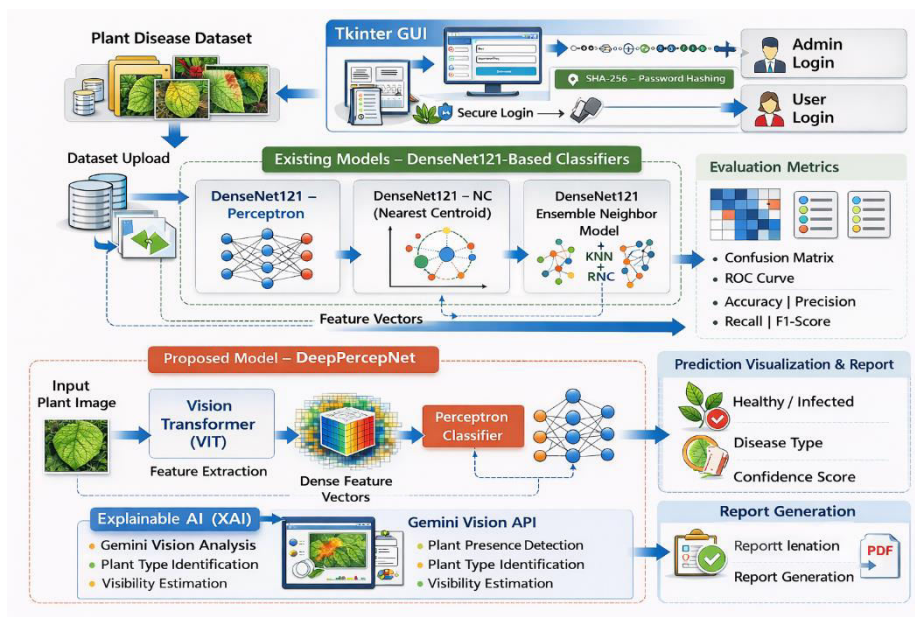 Plant Disease Dataset
Tkinter GUI
Admin
Login
SHA-256 – Password Hashing
Secure Login
User
Login
Dataset Upload
Existing Models – DenseNet121-Based Classifiers
DenseNet121 –
Perceptron
DenseNet121 – NC
(Nearest Centroid)
DenseNet121
Ensemble Neighbor
Model
+
KNN
+
RNC
Evaluation Metrics
• Confusion Matrix
• ROC Curve
• Accuracy | Precision
• Recall | F1-Score
Feature Vectors
Proposed Model – DeepPercepNet
Input
Plant Image
Vision
Transformer
(VIT)
Feature Extraction
Dense Feature
Vectors
Perceptron
Classifier
Prediction Visualization & Report
Healthy / Infected
Disease Type
Confidence Score
Explainable AI (XAI)
• Gemini Vision Analysis
• Plant Type Identification
• Visibility Estimation
Gemini Vision API
• Plant Presence Detection
• Plant Type Identification
• Visibility Estimation
Report Generation
Reportt Ienation
Report Generation
PDF